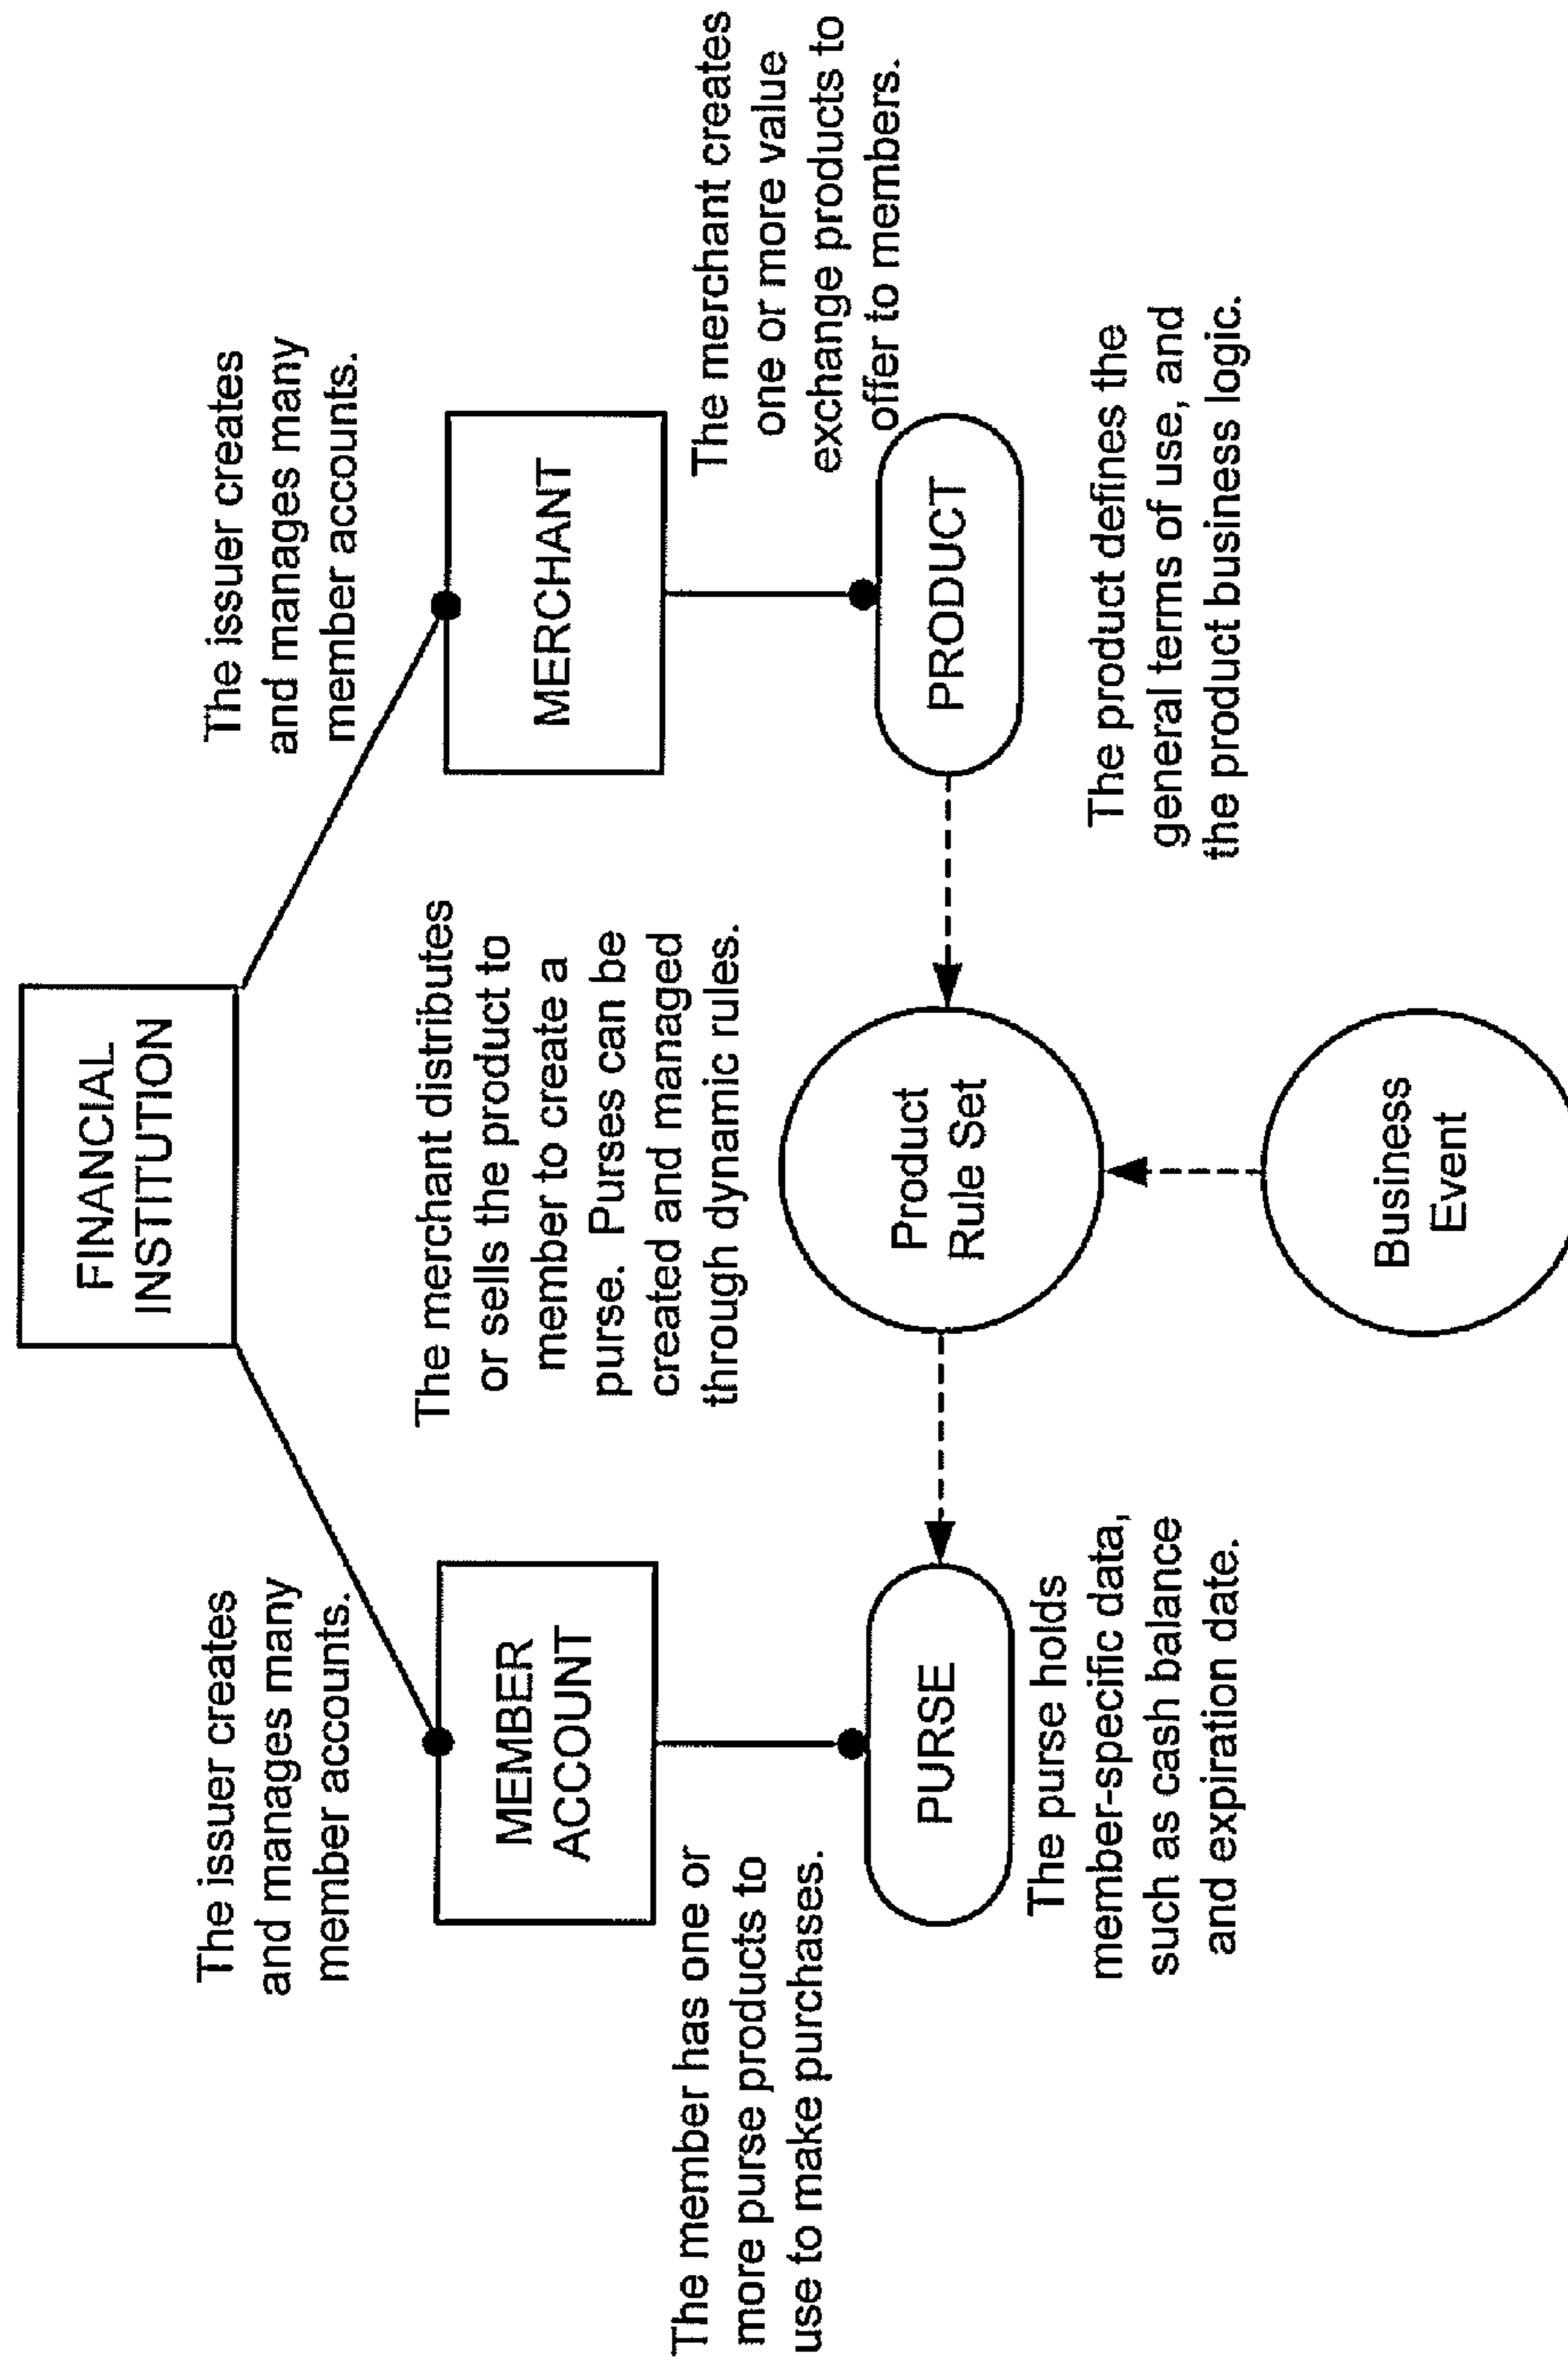 FINANCIAL
INSTITUTION
The issuer creates
and manages many
member accounts.
The issuer creates
and manages many
member accounts.
MEMBER
ACCOUNT
The merchant distributes
or sells the product to
member to create a
purse. Purses can be
created and managed
through dynamic rules.
MERCHANT
The member has one or
more purse products to
use to make purchases.
The merchant creates
one or more value
exchange products to
offer to members.
PURSE
Product
Rule Set
PRODUCT
The purse holds
member-specific data,
such as cash balance
and expiration date.
The product defines the
general terms of use, and
the product business logic.
Business
Event